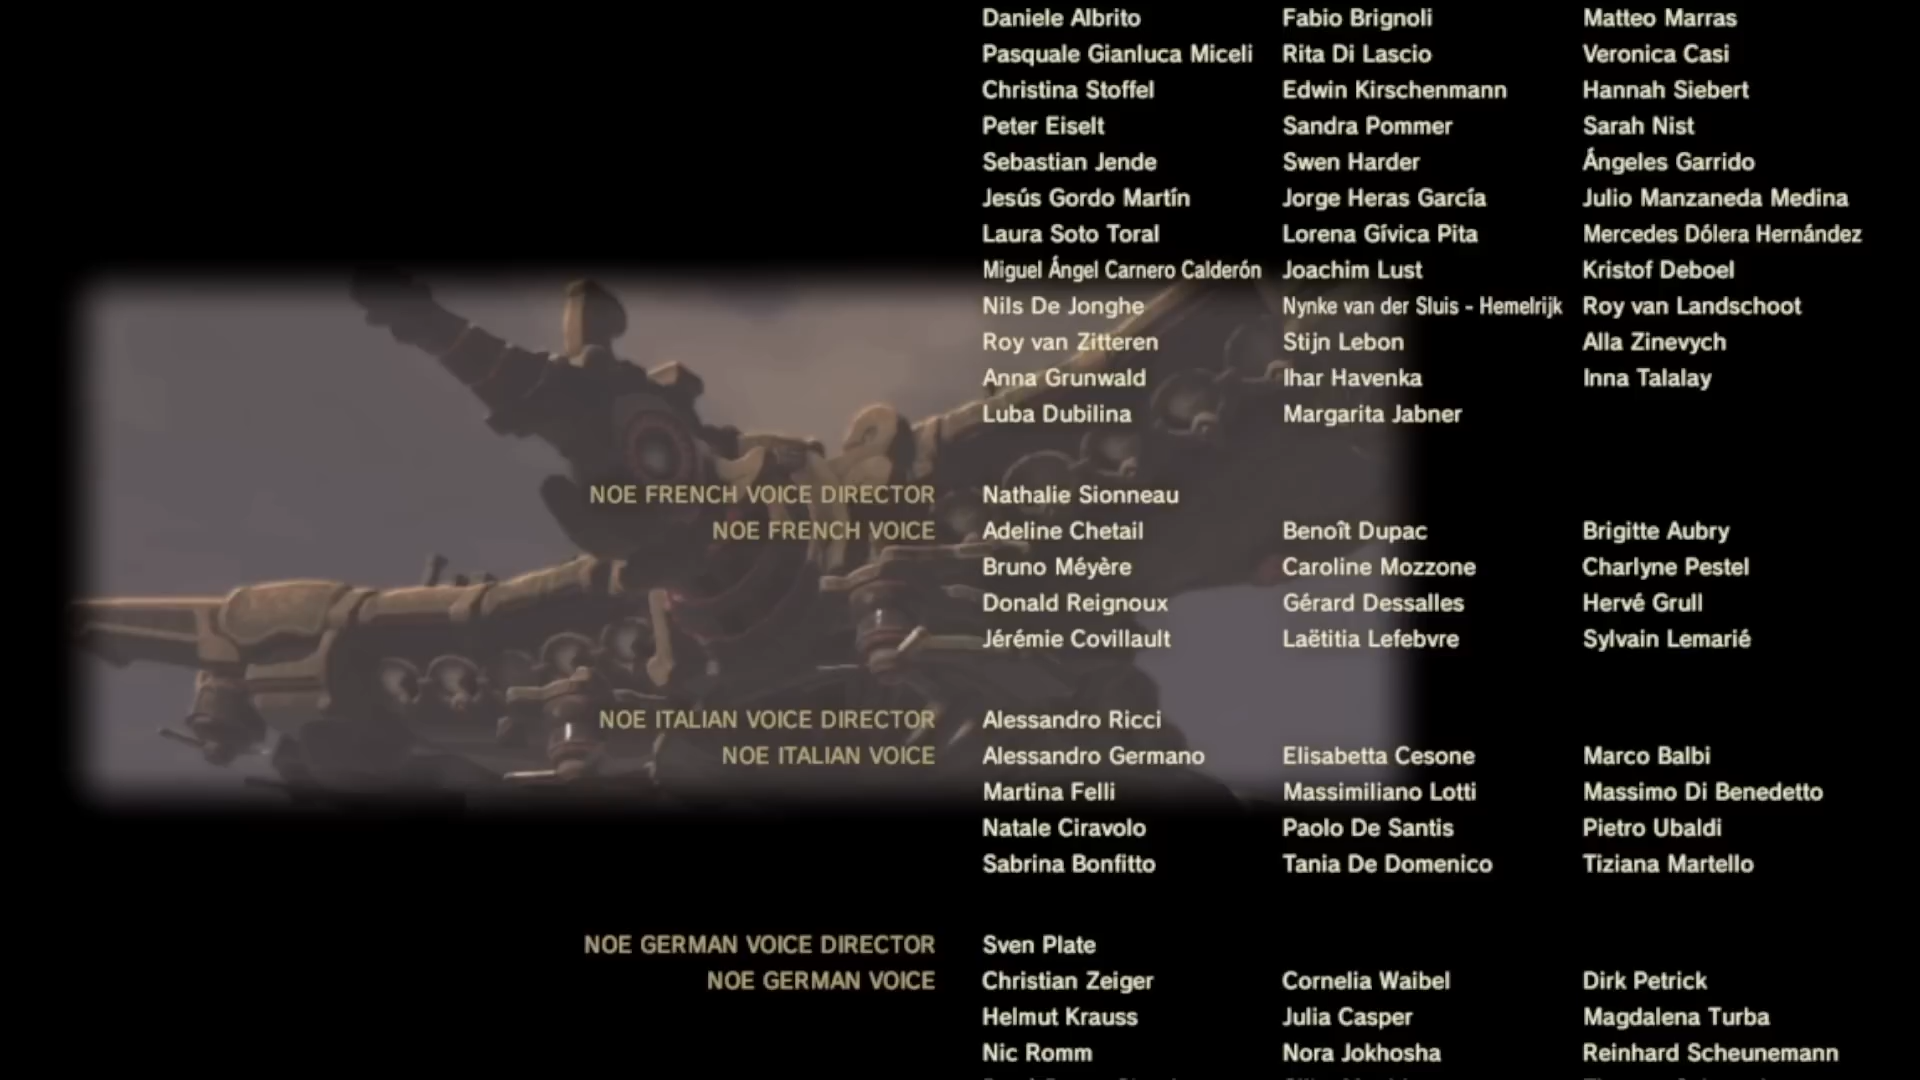 Daniele Albrito Fabio Brignoli Matteo Marras
Pasquale Gianluca Miceli Rita Di Lascio Veronica Casi
Christina Stoffel Edwin Kirschenmann Hannah Siebert
Peter Eiselt Sandra Pommer Sarah Nist
Sebastian Jende Swen Harder Ángeles Garrido
Jesús Gordo Martín Jorge Heras García Julio Manzaneda Medina
Laura Soto Toral Lorena Gívica Pita Mercedes Dólera Hernández
Miguel Ángel Carnero Calderón Joachim Lust Kristof Deboel
Nils De Jonghe Nynke van der Sluis - Hemelrijk Roy van Landschoot
Roy van Zitteren Stijn Lebon Alla Zinevych
Anna Grunwald Ihar Havenka Inna Talalay
Luba Dubilina Margarita Jabner
NOE FRENCH VOICE DIRECTOR Nathalie Sionneau
NOE FRENCH VOICE Adeline Chetail Benoît Dupac Brigitte Aubry
Bruno Méyère Caroline Mozzone Charlyne Pestel
Donald Reignoux Gérard Dessalles Hervé Grull
Jérémie Covillault Laëtitia Lefebvre Sylvain Lemarié
NOE ITALIAN VOICE DIRECTOR Alessandro Ricci
NOE ITALIAN VOICE Alessandro Germano Elisabetta Cesone Marco Balbi
Martina Felli Massimiliano Lotti Massimo Di Benedetto
Natale Ciravolo Paolo De Santis Pietro Ubaldi
Sabrina Bonfitto Tania De Domenico Tiziana Martello
NOE GERMAN VOICE DIRECTOR Sven Plate
NOE GERMAN VOICE Christian Zeiger Cornelia Waibel Dirk Petrick
Helmut Krauss Julia Casper Magdalena Turba
Nic Romm Nora Jokhosha Reinhard Scheunemann